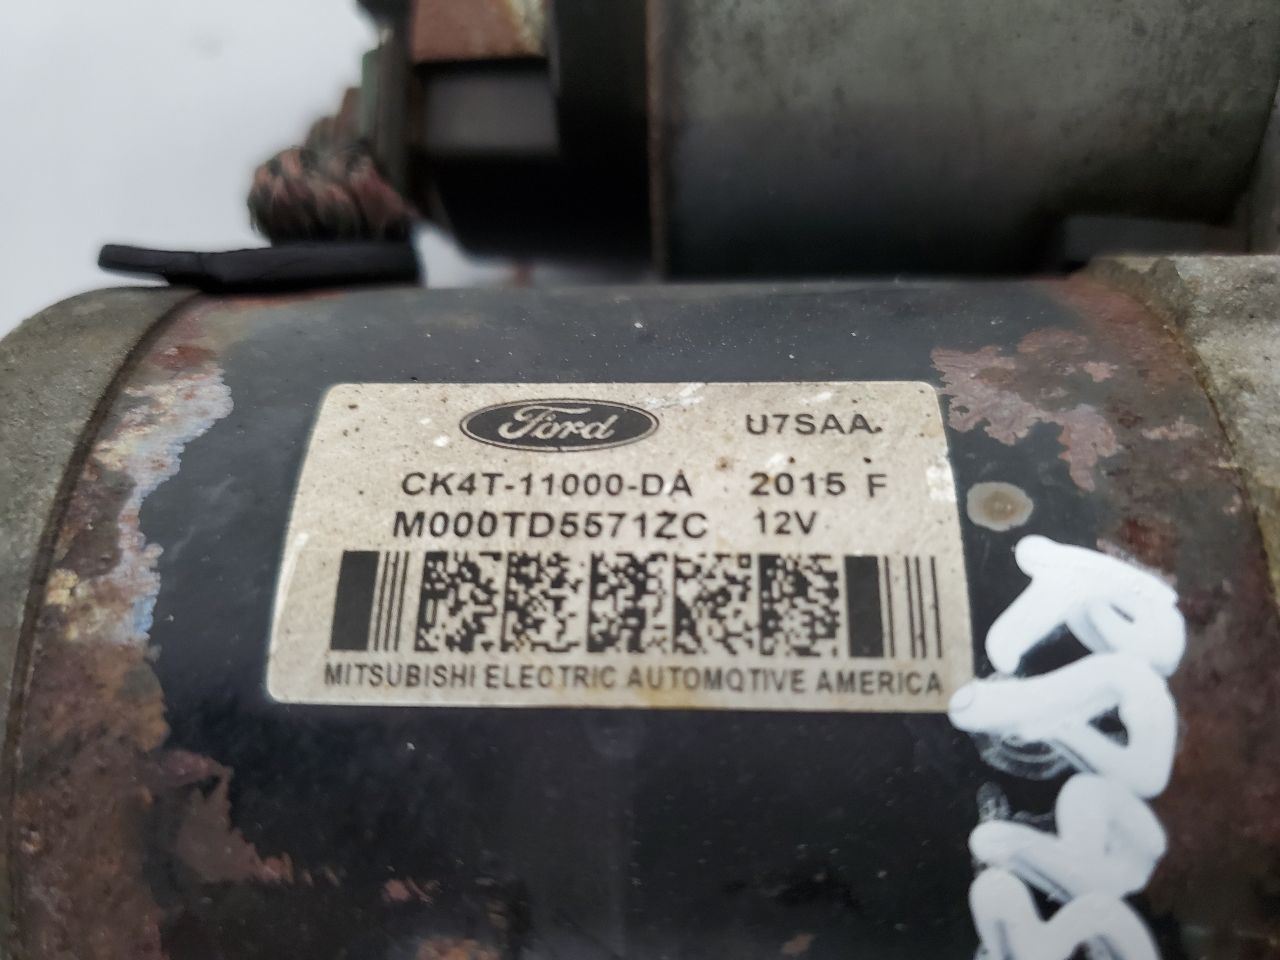 Ford U7SAA
CK4T-11000-DA 2015 F
M000TD5571ZC 12V
MITSUBISHI ELECTRIC AUTOMOTIVE AMERICA